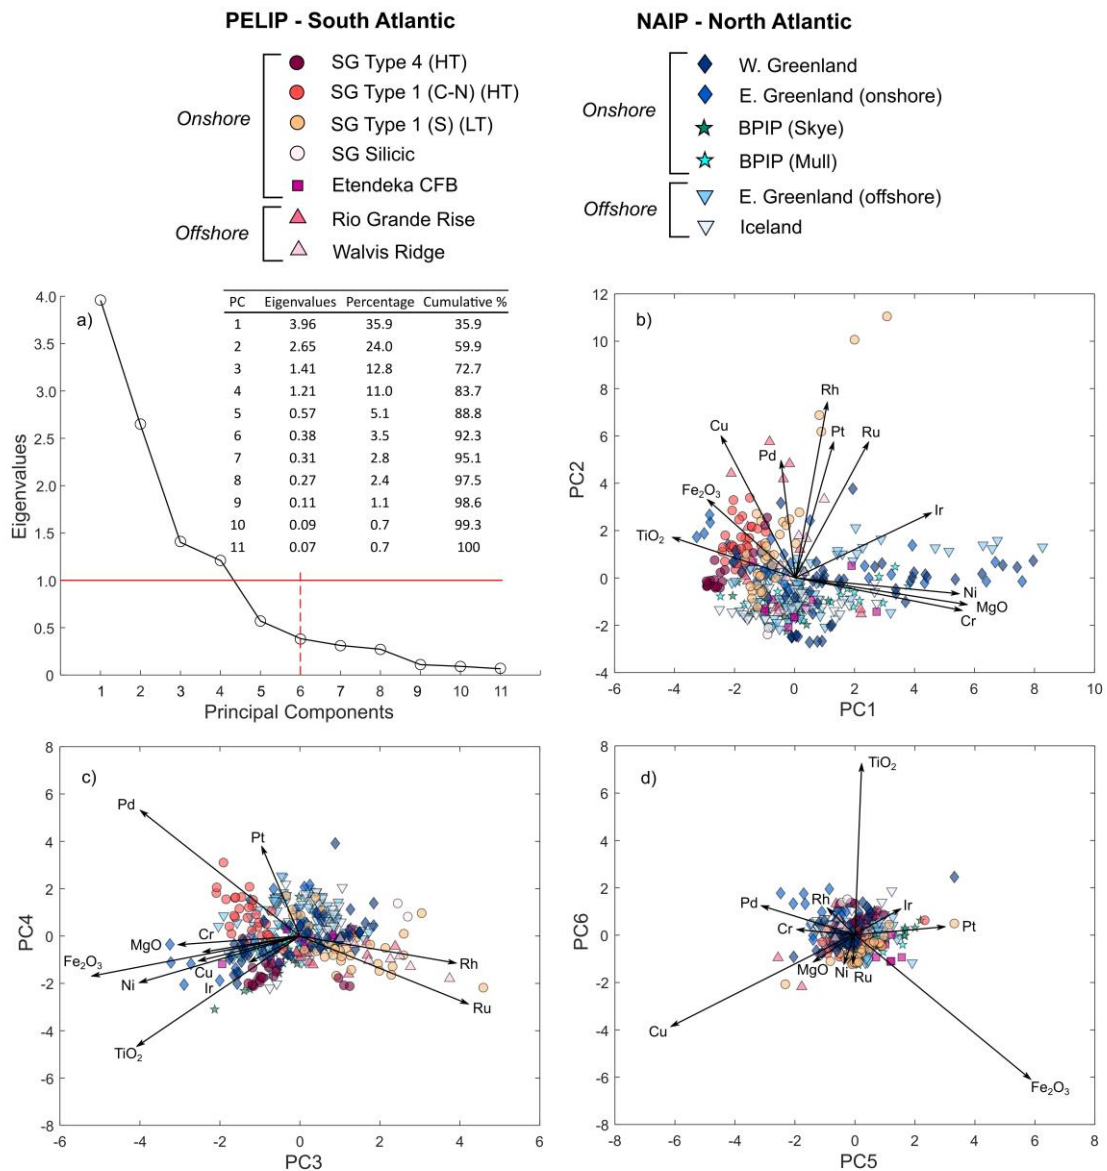 PELIP - South Atlantic
Onshore
SG Type 4 (HT)
SG Type 1 (C-N) (HT)
SG Type 1 (S) (LT)
SG Silicic
Etendeka CFB
Offshore
Rio Grande Rise
Walvis Ridge
NAIP - North Atlantic
Onshore
W. Greenland
E. Greenland (onshore)
BPIP (Skye)
BPIP (Mull)
Offshore
E. Greenland (offshore)
Iceland
a)
PC Eigenvalues Percentage Cumulative %
1 3.96 35.9 35.9
2 2.65 24.0 59.9
3 1.41 12.8 72.7
4 1.21 11.0 83.7
5 0.57 5.1 88.8
6 0.38 3.5 92.3
7 0.31 2.8 95.1
8 0.27 2.4 97.5
9 0.11 1.1 98.6
10 0.09 0.7 99.3
11 0.07 0.7 100
Eigenvalues
4.0
3.5
3.0
2.5
2.0
1.5
1.0
0.5
0
1 2 3 4 5 6 7 8 9 10 11
Principal Components
b)
PC2
12
10
8
6
4
2
0
-2
-4
Rh
Cu
Pt
Ru
Pd
Fe₂O₃
Ir
TiO₂
Ni
MgO
Cr
-6 -4 -2 0 2 4 6 8 10
PC1
c)
PC4
8
6
4
2
0
-2
-4
-6
-8
Pd
Pt
Cr
MgO
Fe₂O₃
Cu
Ni
Ir
Rh
Ru
TiO₂
-6 -4 -2 0 2 4 6
PC3
d)
PC6
8
6
4
2
0
-2
-4
-6
-8
TiO₂
Rh
Pd
Ir
Cr
Pt
MgO
Ni
Ru
Cu
Fe₂O₃
-8 -6 -4 -2 0 2 4 6 8
PC5